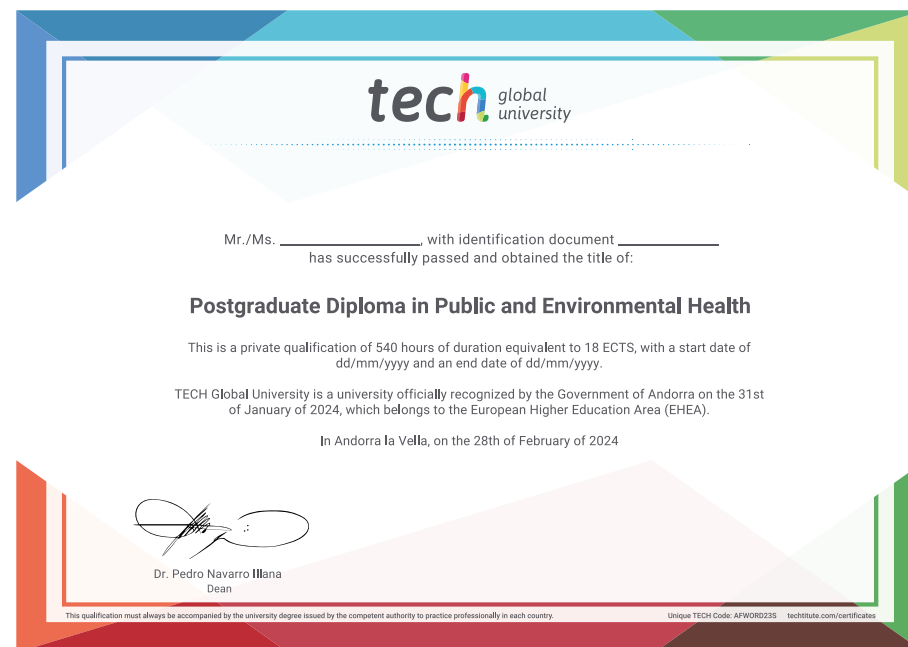 tech global
university
Mr./Ms. ____________, with identification document ____________
has successfully passed and obtained the title of:
Postgraduate Diploma in Public and Environmental Health
This is a private qualification of 540 hours of duration equivalent to 18 ECTS, with a start date of
dd/mm/yyyy and an end date of dd/mm/yyyy.
TECH Global University is a university officially recognized by the Government of Andorra on the 31st
of January of 2024, which belongs to the European Higher Education Area (EHEA).
In Andorra la Vella, on the 28th of February of 2024
Dr. Pedro Navarro Illana
Dean
This qualification must always be accompanied by the university degree issued by the competent authority to practice professionally in each country. Unique TECH Code: AFWORD23S techtitute.com/certificates